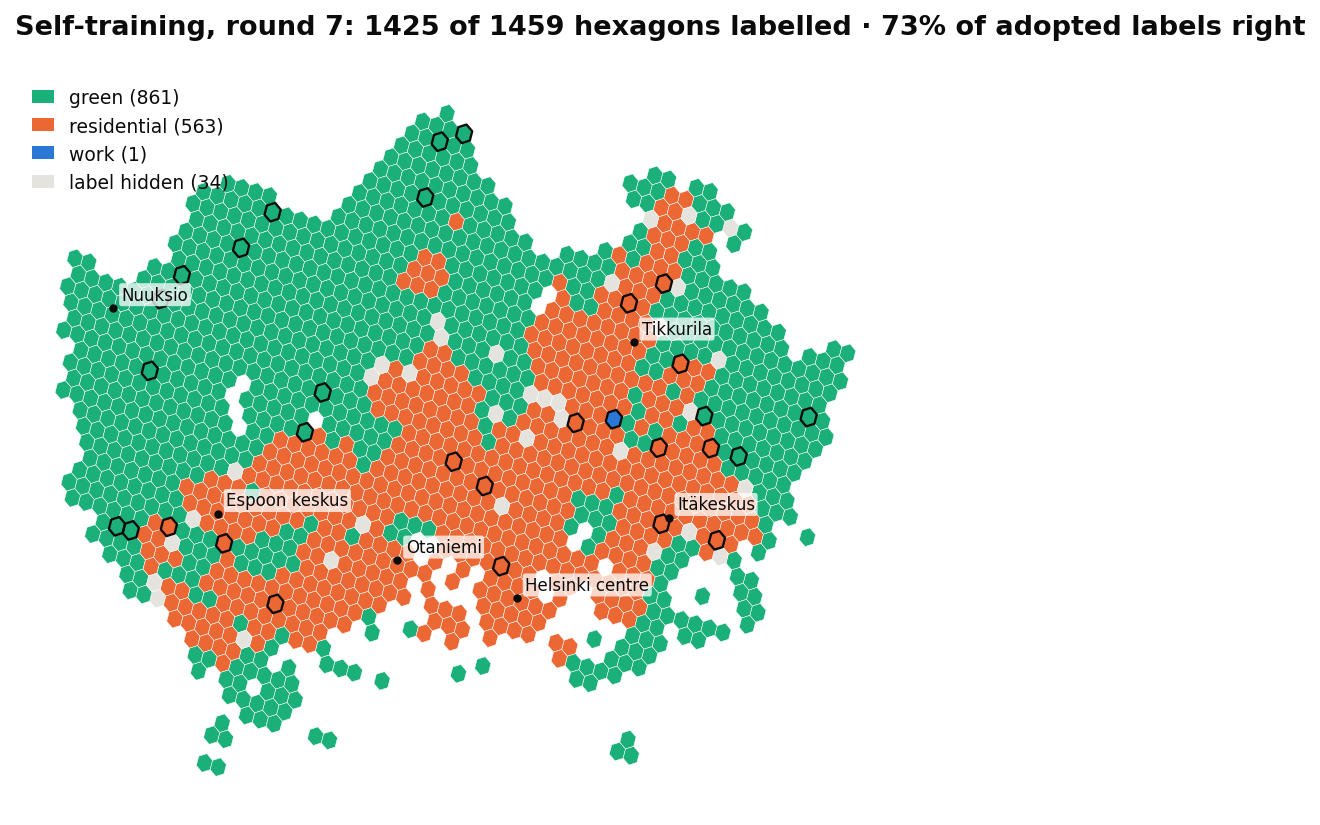 Self-training, round 7: 1425 of 1459 hexagons labelled · 73% of adopted labels right
green (861)
residential (563)
work (1)
label hidden (34)
Nuuksio
Tikkurila
Espoon keskus
Itäkeskus
Otaniemi
Helsinki centre